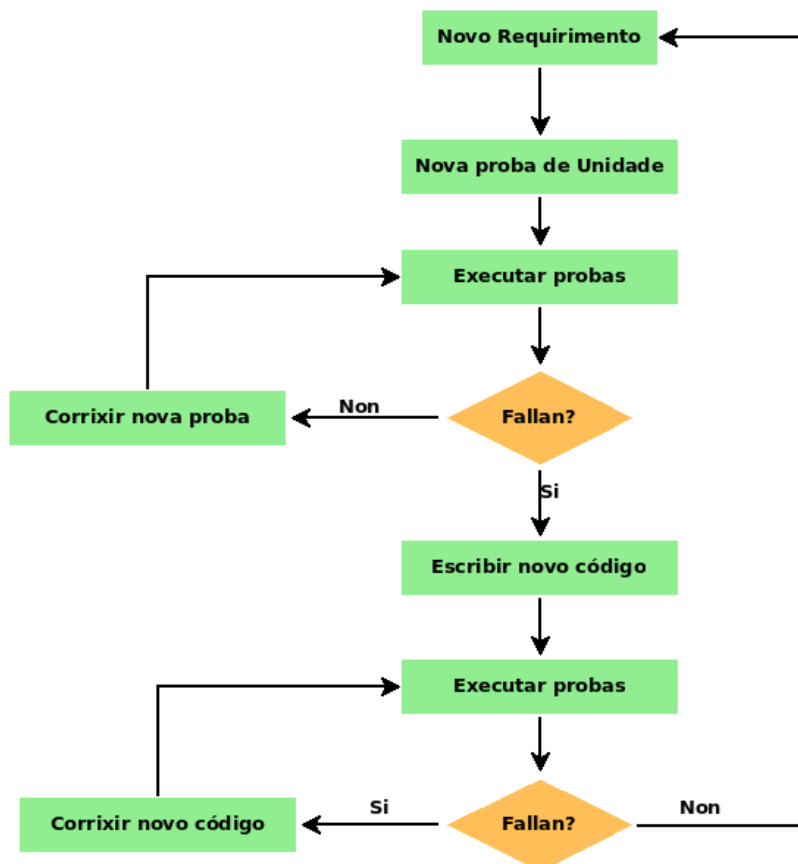 Novo Requirimento
Nova proba de Unidade
Executar probas
Corrixir nova proba
Non
Fallan?
Si
Escribir novo código
Executar probas
Corrixir novo código
Si
Fallan?
Non